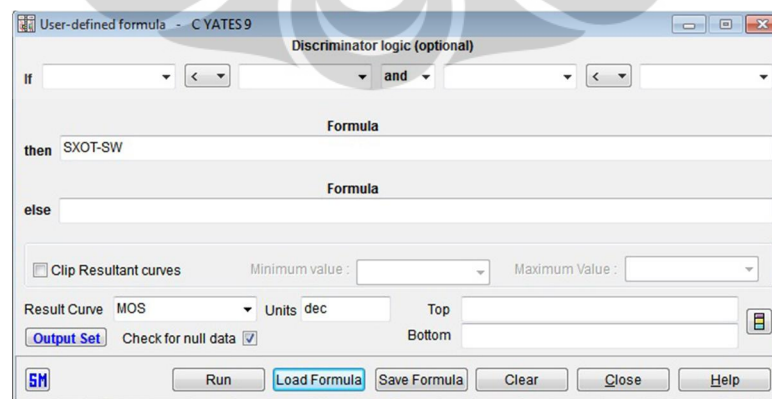 User-defined formula - C YATES 9
Discriminator logic (optional)
If < and <
Formula
then SXOT-SW
Formula
else
Clip Resultant curves Minimum value : Maximum Value :
Result Curve MOS Units dec Top
Output Set Check for null data Bottom
SM Run Load Formula Save Formula Clear Close Help